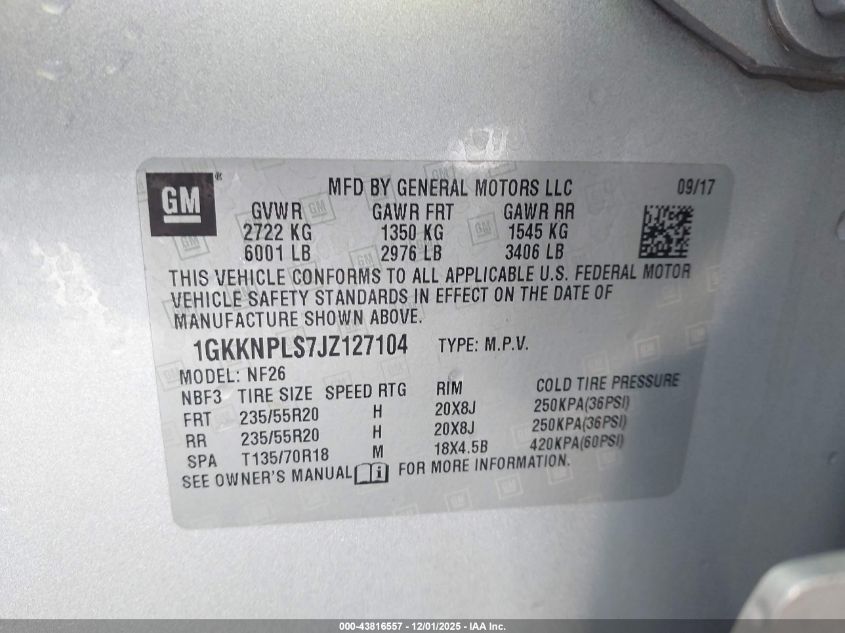 GM
MFD BY GENERAL MOTORS LLC 09/17
GVWR GAWR FRT GAWR RR
2722 KG 1350 KG 1545 KG
6001 LB 2976 LB 3406 LB
THIS VEHICLE CONFORMS TO ALL APPLICABLE U.S. FEDERAL MOTOR
VEHICLE SAFETY STANDARDS IN EFFECT ON THE DATE OF
MANUFACTURE SHOWN ABOVE.
1GKKNPLS7JZ127104 TYPE: M.P.V.
MODEL: NF26
NBF3 TIRE SIZE SPEED RTG RIM COLD TIRE PRESSURE
FRT 235/55R20 H 20X8J 250KPA(36PSI)
RR 235/55R20 H 20X8J 250KPA(36PSI)
SPA T135/70R18 M 18X4.5B 420KPA(60PSI)
SEE OWNER'S MANUAL i FOR MORE INFORMATION.
000-43816557 - 12/01/2025 - IAA Inc.